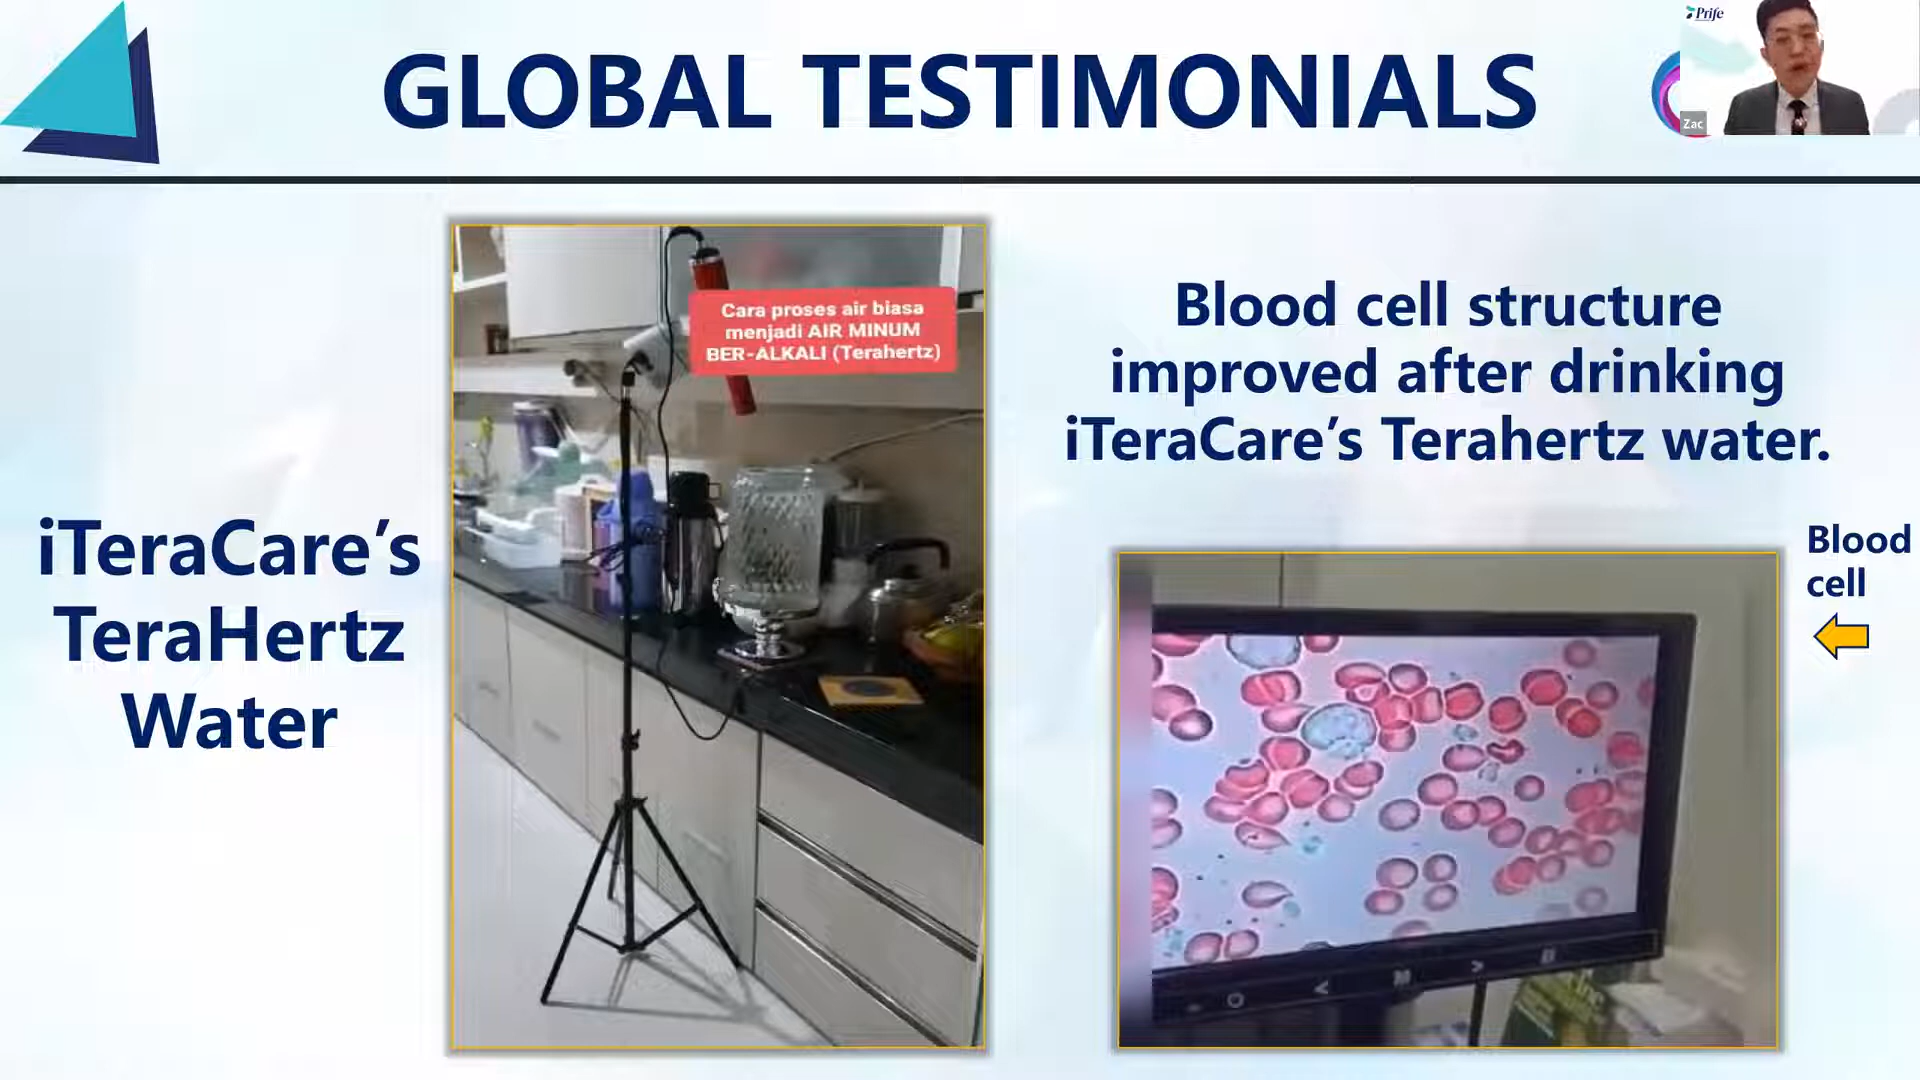 GLOBAL TESTIMONIALS
Prife
Zac
iTeraCare’s
TeraHertz
Water
Cara proses air biasa
menjadi AIR MINUM
BER-ALKALI (Terahertz)
Blood cell structure
improved after drinking
iTeraCare’s Terahertz water.
Blood
cell